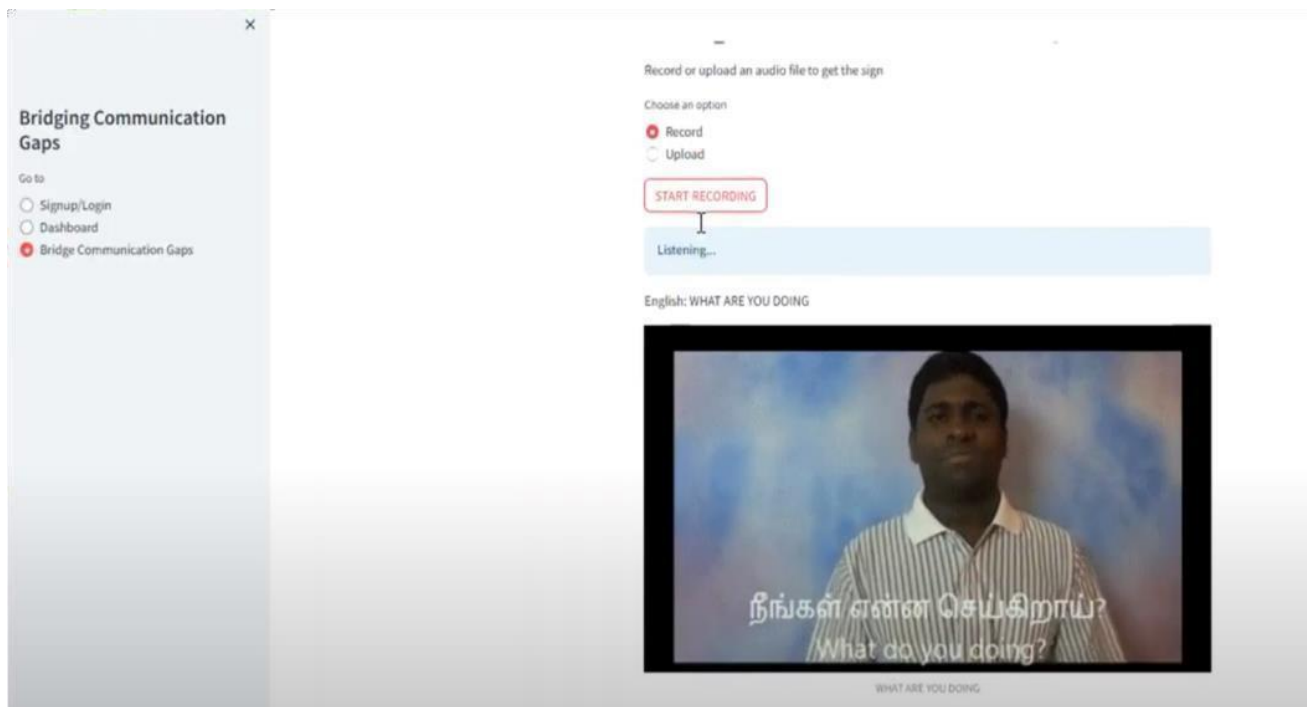 Bridging Communication
Gaps
Go to
Signup/Login
Dashboard
Bridge Communication Gaps
Record or upload an audio file to get the sign
Choose an option
Record
Upload
START RECORDING
Listening...
English: WHAT ARE YOU DOING
நீங்கள் என்ன செய்கிறாய்?
What do you doing?
WHAT ARE YOU DOING